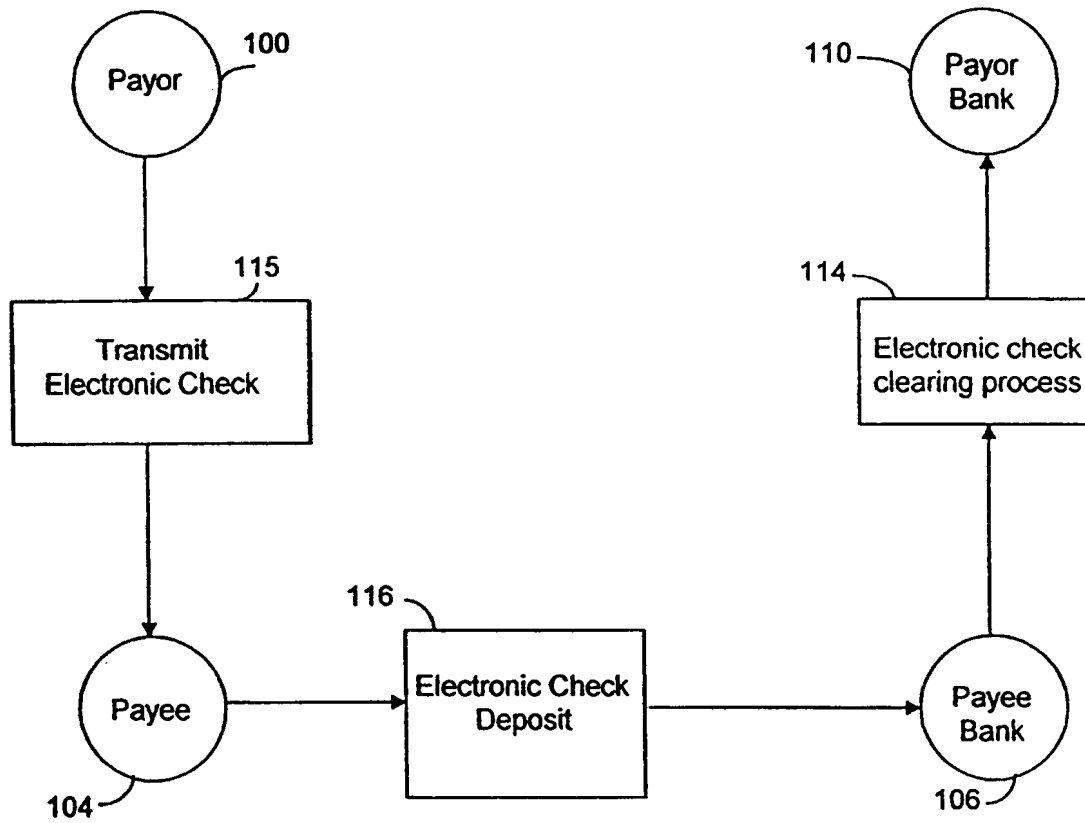 100
Payor
110
Payor
Bank
115
Transmit
Electronic Check
114
Electronic check
clearing process
116
Electronic Check
Deposit
Payee
104
Payee
Bank
106